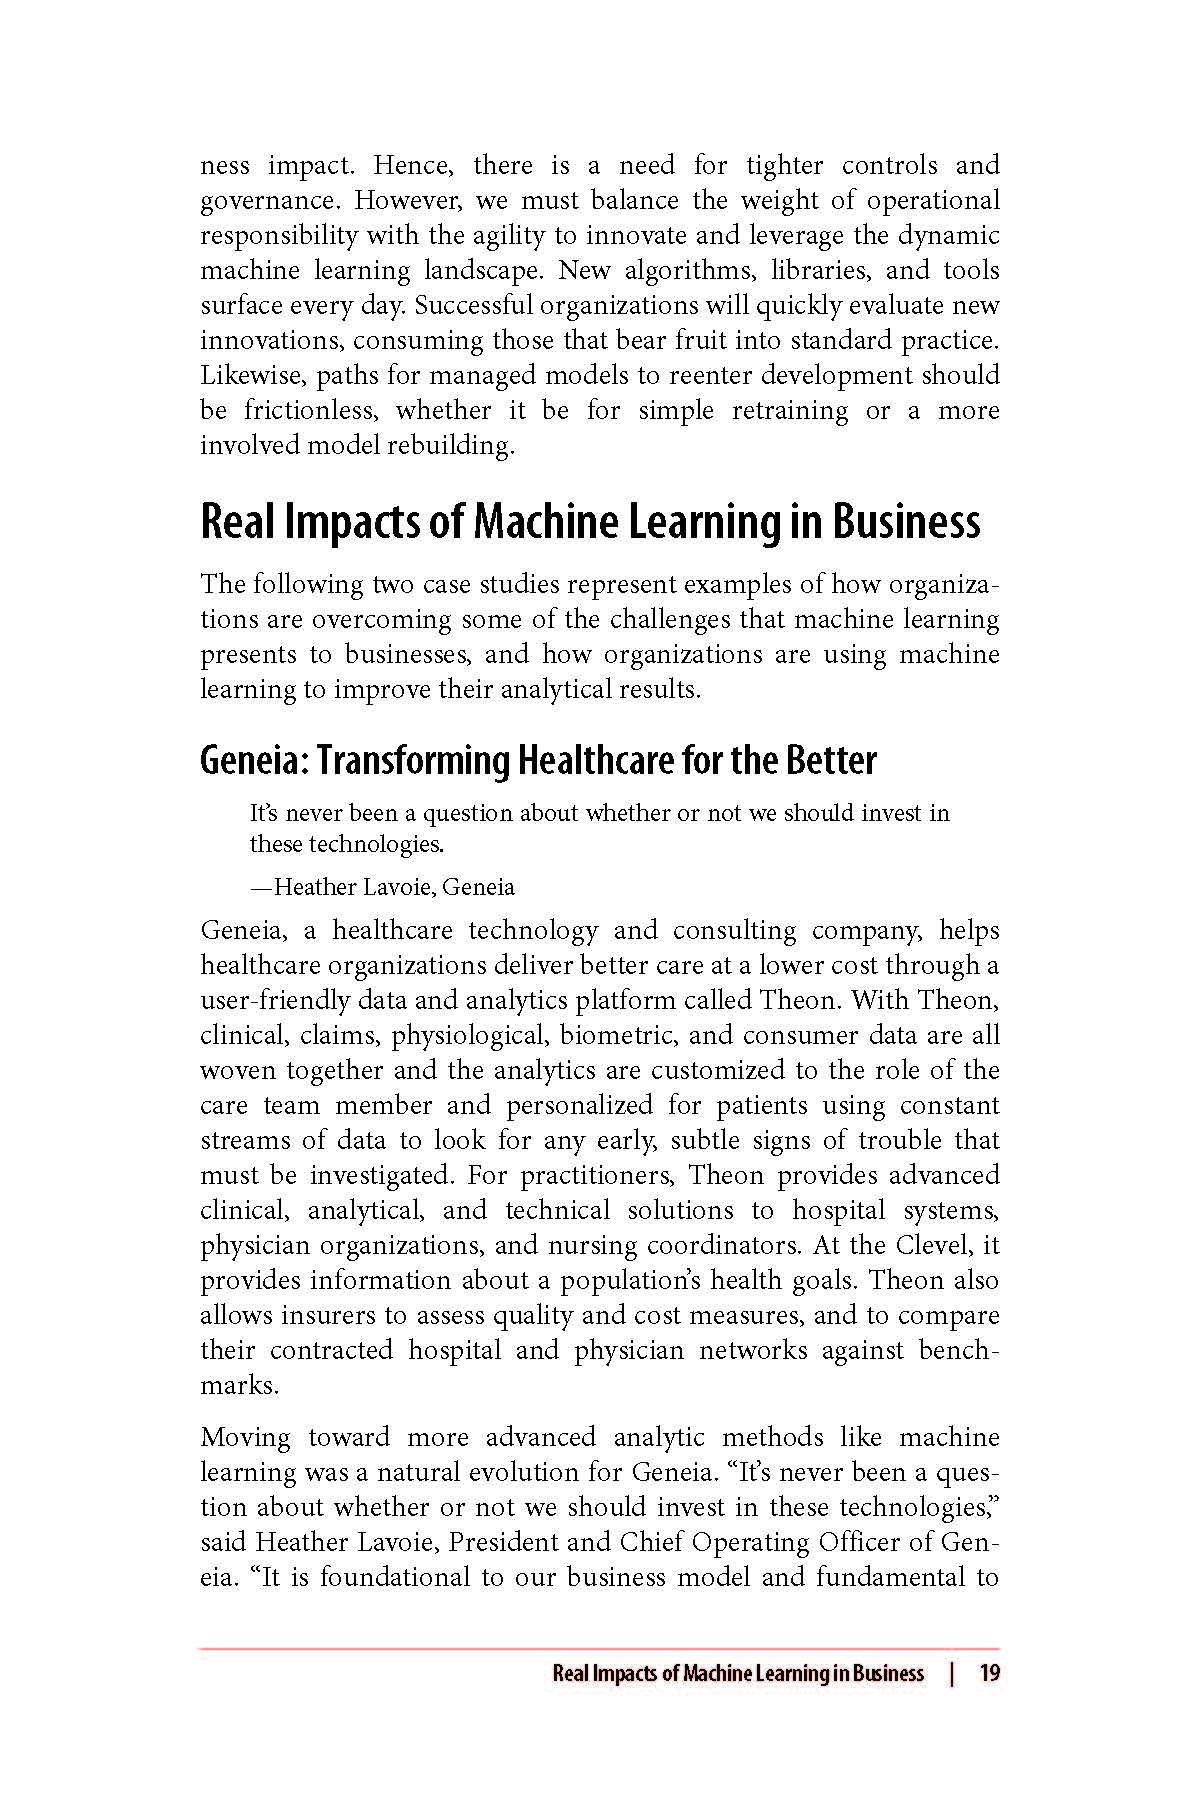 ness impact. Hence, there is a need for tighter controls and
governance. However, we must balance the weight of operational
responsibility with the agility to innovate and leverage the dynamic
machine learning landscape. New algorithms, libraries, and tools
surface every day. Successful organizations will quickly evaluate new
innovations, consuming those that bear fruit into standard practice.
Likewise, paths for managed models to reenter development should
be frictionless, whether it be for simple retraining or a more
involved model rebuilding.
Real Impacts of Machine Learning in Business
The following two case studies represent examples of how organiza-
tions are overcoming some of the challenges that machine learning
presents to businesses, and how organizations are using machine
learning to improve their analytical results.
Geneia: Transforming Healthcare for the Better
It’s never been a question about whether or not we should invest in
these technologies.
—Heather Lavoie, Geneia
Geneia, a healthcare technology and consulting company, helps
healthcare organizations deliver better care at a lower cost through a
user-friendly data and analytics platform called Theon. With Theon,
clinical, claims, physiological, biometric, and consumer data are all
woven together and the analytics are customized to the role of the
care team member and personalized for patients using constant
streams of data to look for any early, subtle signs of trouble that
must be investigated. For practitioners, Theon provides advanced
clinical, analytical, and technical solutions to hospital systems,
physician organizations, and nursing coordinators. At the Clevel, it
provides information about a population’s health goals. Theon also
allows insurers to assess quality and cost measures, and to compare
their contracted hospital and physician networks against bench-
marks.
Moving toward more advanced analytic methods like machine
learning was a natural evolution for Geneia. “It’s never been a ques-
tion about whether or not we should invest in these technologies,”
said Heather Lavoie, President and Chief Operating Officer of Gen-
eia. “It is foundational to our business model and fundamental to
Real Impacts of Machine Learning in Business | 19